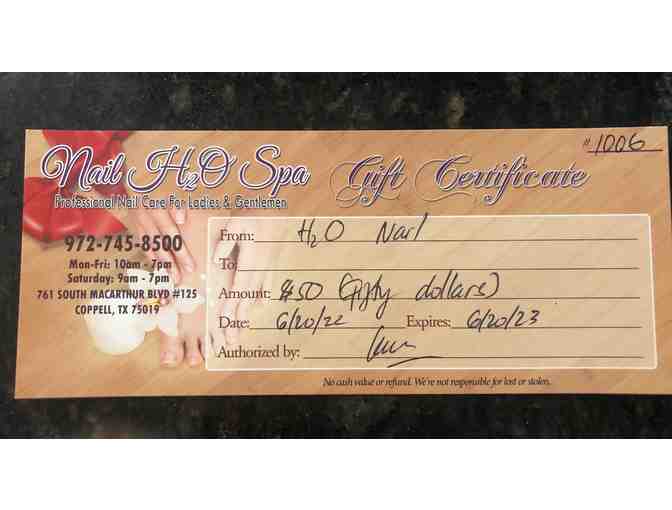 # 1006
Nail H2O Spa Gift Certificate
Professional Nail Care For Ladies & Gentlemen
972-745-8500
Mon-Fri: 10am - 7pm
Saturday: 9am - 7pm
761 SOUTH MACARTHUR BLVD #125
COPPELL, TX 75019
From: H2O Nail
To:
Amount: $50 (fifty dollars)
Date: 6/20/22 Expires: 6/20/23
Authorized by:
No cash value or refund. We're not responsible for lost or stolen.